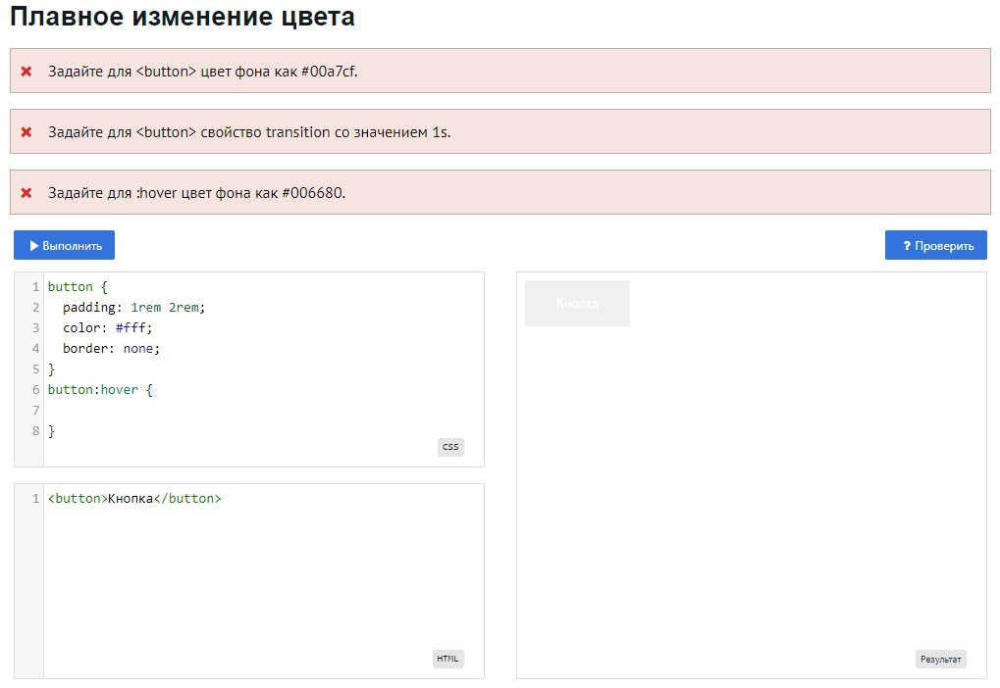 Плавное изменение цвета
Задайте для <button> цвет фона как #00a7cf.
Задайте для <button> свойство transition со значением 1s.
Задайте для :hover цвет фона как #006680.
Выполнить
? Проверить
1 button {
2 padding: 1rem 2rem;
3 color: #fff;
4 border: none;
5 }
6 button:hover {
7
8 }
CSS
1 <button>Кнопка</button>
HTML
Кнопка
Результат